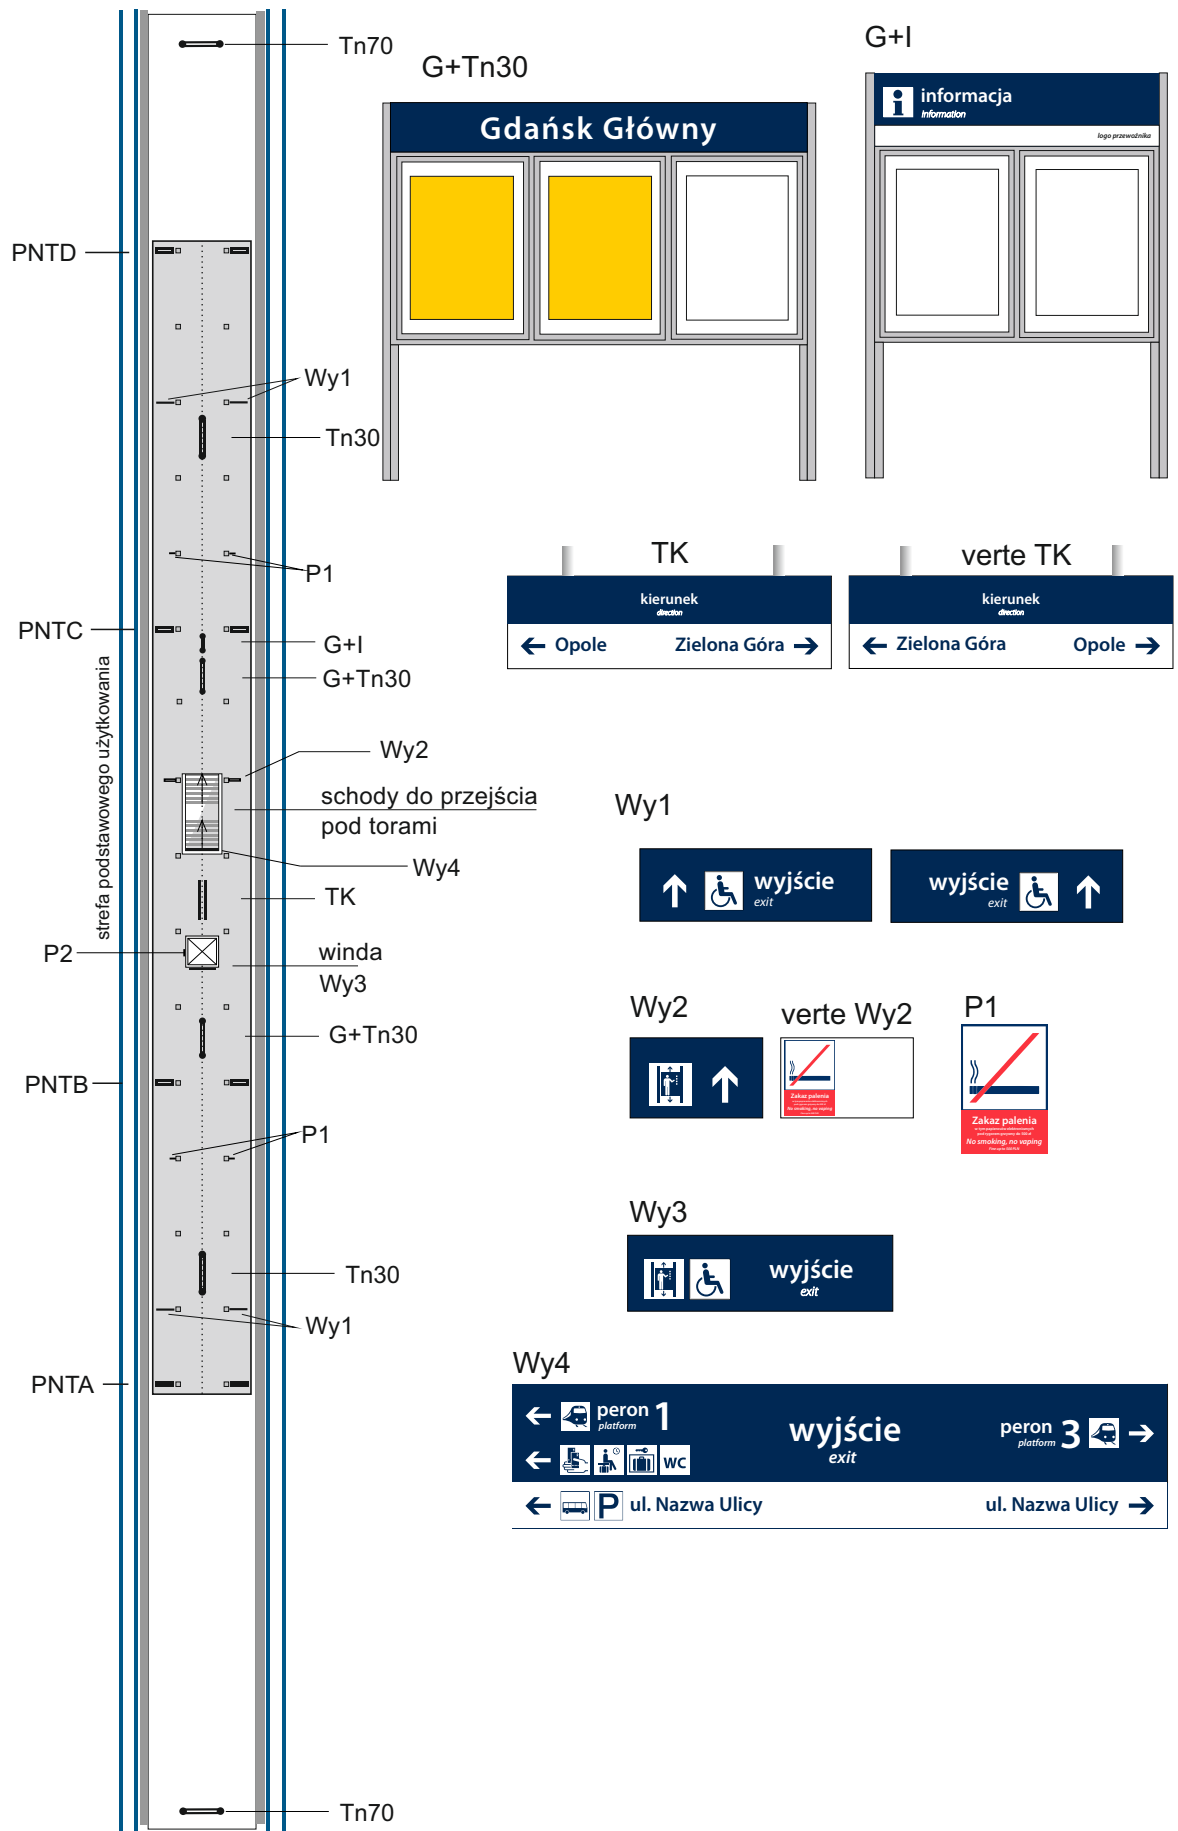 Tn70
PNTD
Wy1
Tn30
P1
PNTC
G+I
G+Tn30
strefa podstawowego użytkowania
Wy2
schody do przejścia
pod torami
Wy4
TK
P2
winda
Wy3
G+Tn30
PNTB
P1
Tn30
Wy1
PNTA
Tn70
G+Tn30
Gdańsk Główny
G+I
informacja
information
logo przewoźnika
TK
kierunek
direction
Opole Zielona Góra
verte TK
kierunek
direction
Zielona Góra Opole
Wy1
wyjście
exit
wyjście
exit
Wy2
verte Wy2
Zakaz palenia
No smoking, no vaping
P1
Zakaz palenia
No smoking, no vaping
Wy3
wyjście
exit
Wy4
peron 1
platform
WC
wyjście
exit
peron 3
platform
P ul. Nazwa Ulicy
ul. Nazwa Ulicy